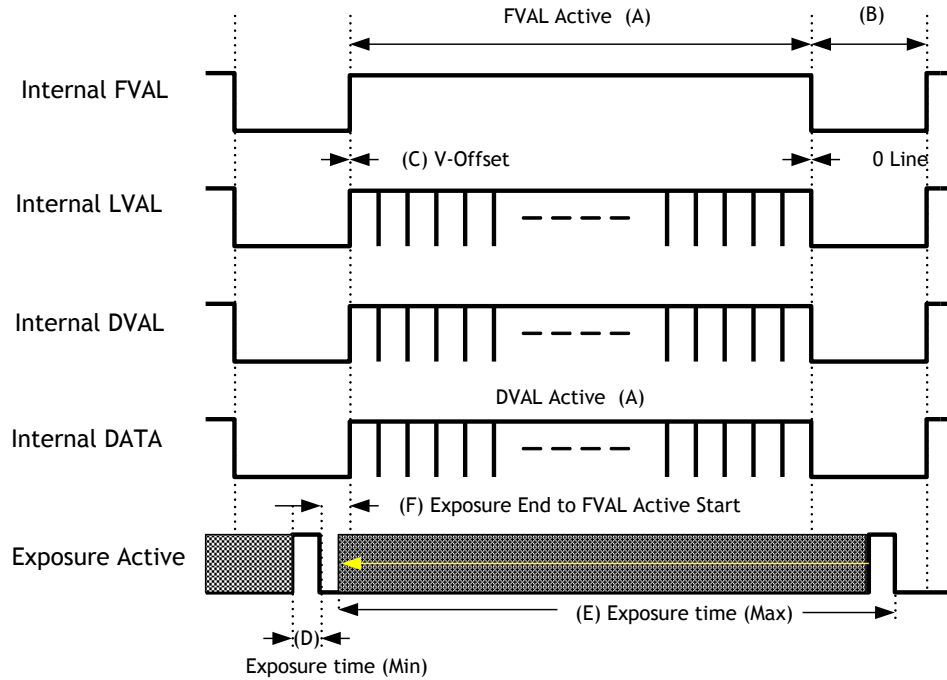 FVAL Active (A)
(B)
Internal FVAL
(C) V-Offset
0 Line
Internal LVAL
Internal DVAL
DVAL Active (A)
Internal DATA
(F) Exposure End to FVAL Active Start
Exposure Active
(E) Exposure time (Max)
(D)
Exposure time (Min)